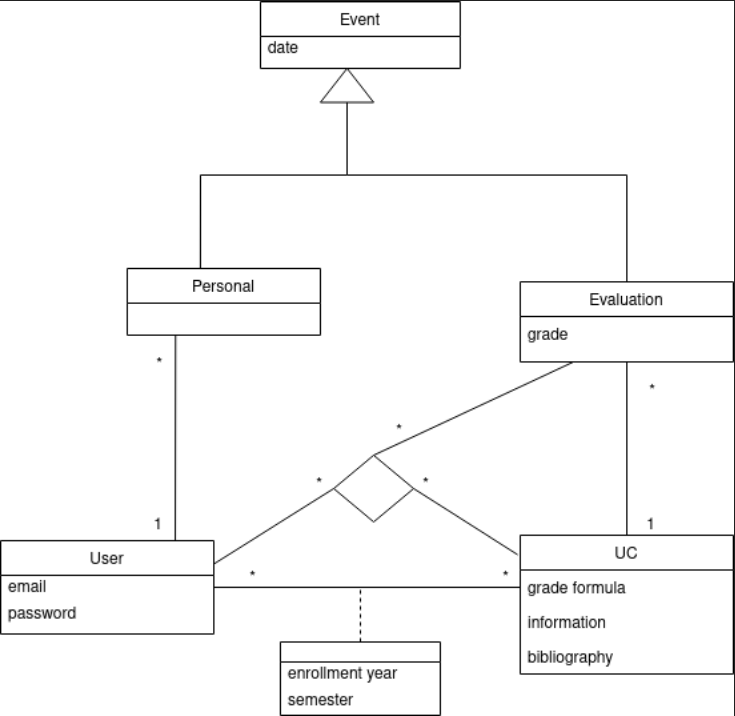 Event
date
Personal
Evaluation
grade
*
*
*
*
*
1
1
User
email
password
*
*
UC
grade formula
information
bibliography
enrollment year
semester